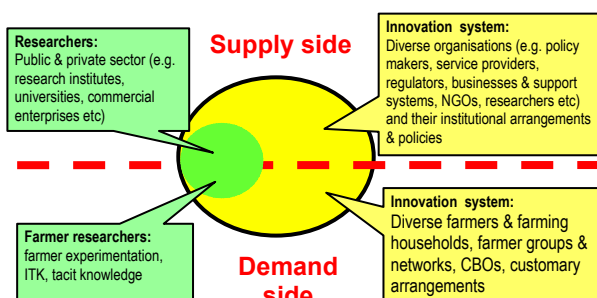 Researchers:
Public & private sector (e.g.
research institutes,
universities, commercial
enterprises etc)
Supply side
Innovation system:
Diverse organisations (e.g. policy
makers, service providers,
regulators, businesses & support
systems, NGOs, researchers etc)
and their institutional arrangements
& policies
Farmer researchers:
farmer experimentation,
ITK, tacit knowledge
Demand
side
Innovation system:
Diverse farmers & farming
households, farmer groups &
networks, CBOs, customary
arrangements